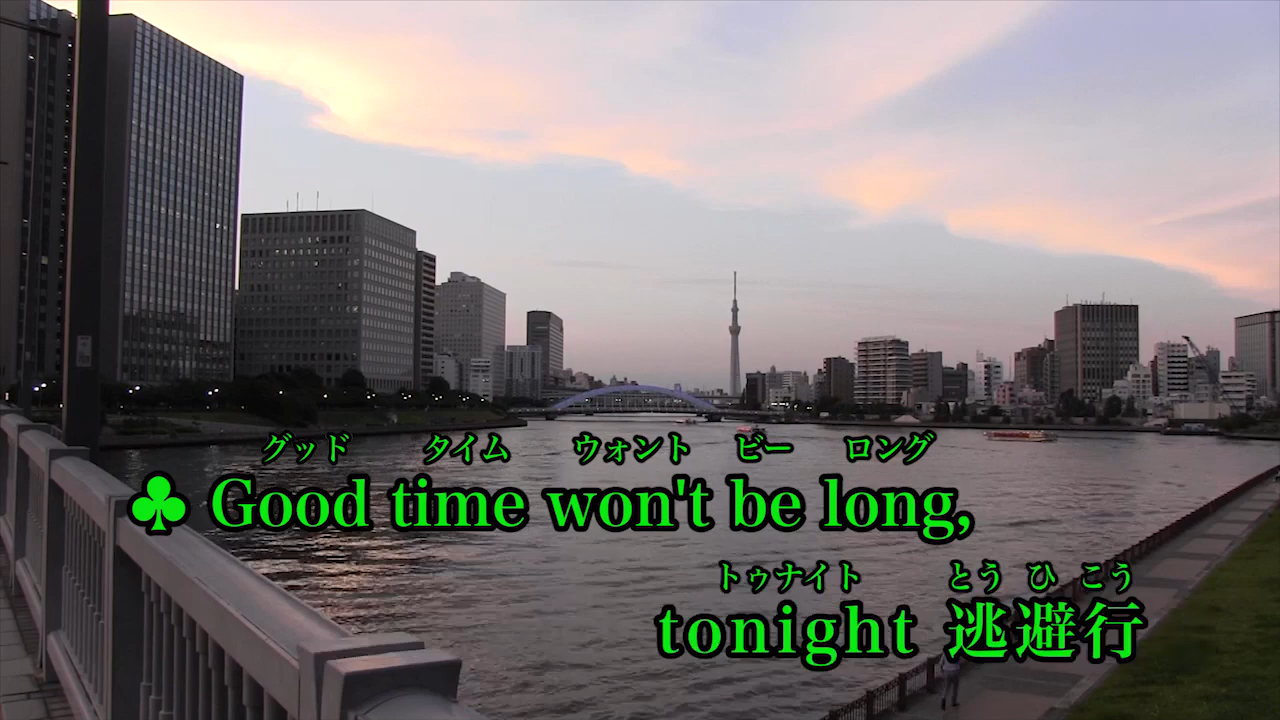 グッド タイム ウォント ビー ロング
♣ Good time won't be long,
トゥナイト とう ひ こう
tonight 逃避行